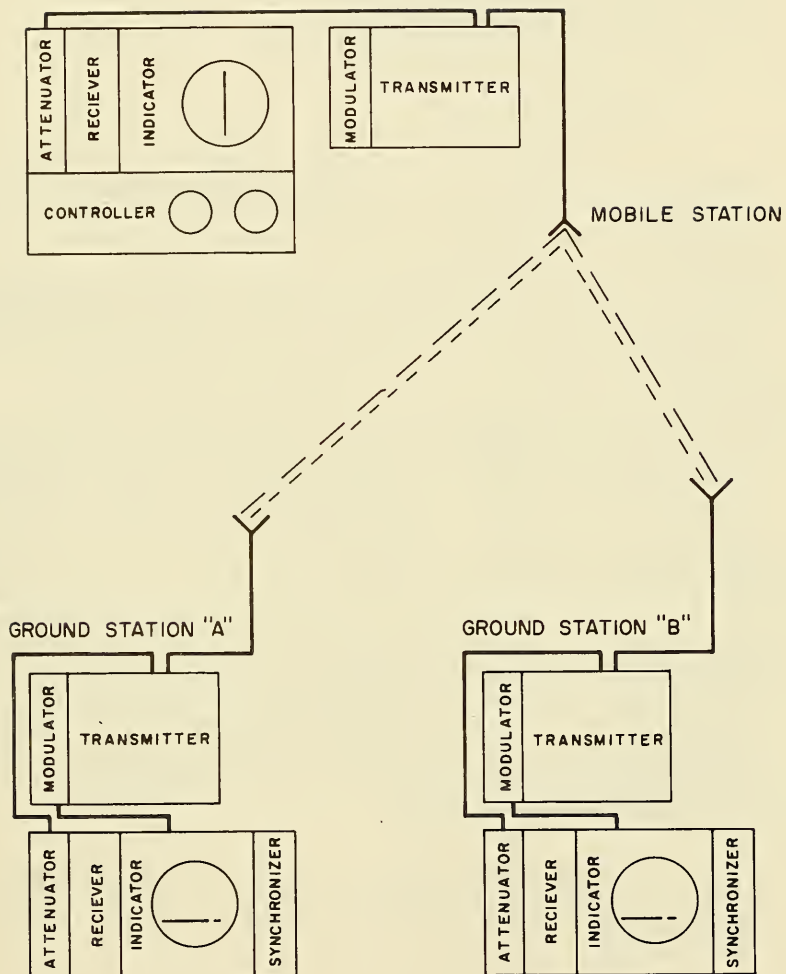 ATTENUATOR
RECIEVER
INDICATOR
CONTROLLER
MODULATOR
TRANSMITTER
MOBILE STATION
GROUND STATION "A"
MODULATOR
TRANSMITTER
ATTENUATOR
RECIEVER
INDICATOR
SYNCHRONIZER
GROUND STATION "B"
MODULATOR
TRANSMITTER
ATTENUATOR
RECIEVER
INDICATOR
SYNCHRONIZER